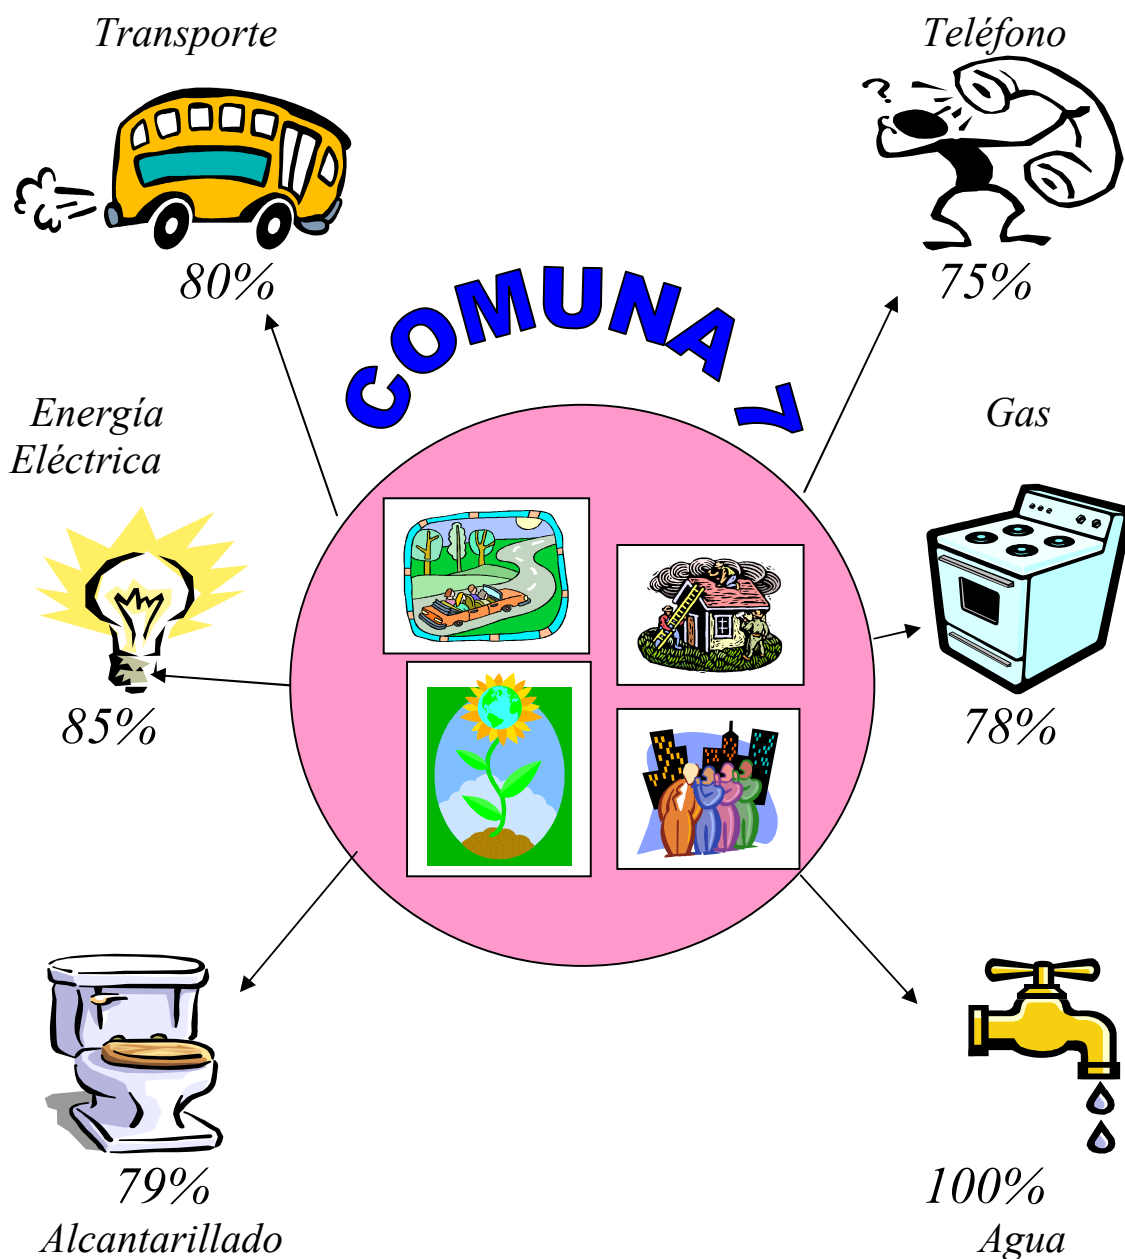 Transporte
Teléfono
?
80%
75%
COMUNA 7
Energía
Eléctrica
Gas
85%
78%
79%
Alcantarillado
100%
Agua